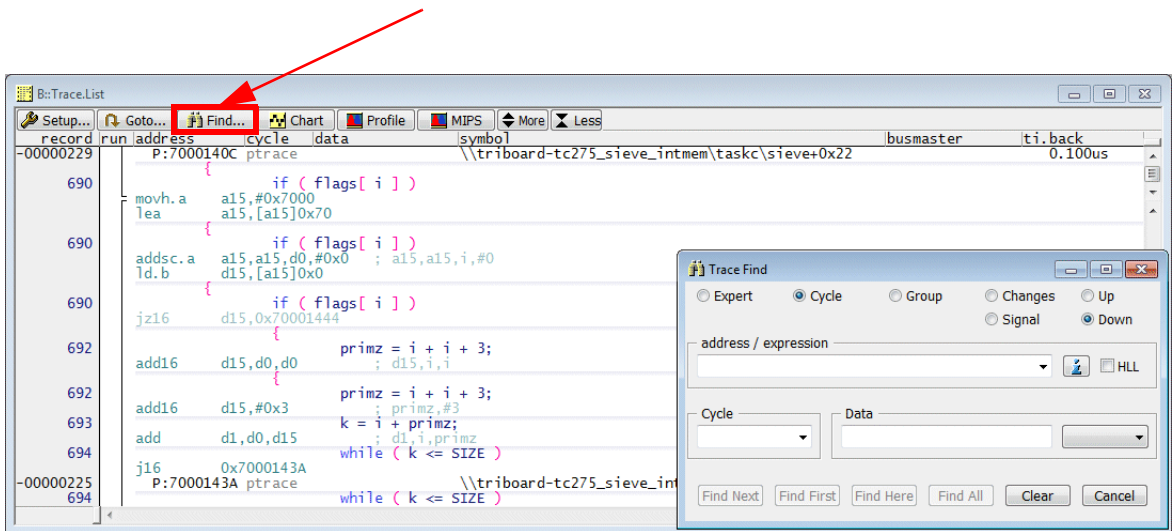 B::Trace.List
Setup... Goto... Find... Chart Profile MIPS More Less
record run address cycle data symbol busmaster ti.back
-00000229 P:7000140C ptrace \\triboard-tc275_sieve_intmem\taskc\sieve+0x22 0.100us
{
690 if ( flags[ i ] )
movh.a a15,#0x7000
lea a15,[a15]0x70
{
690 if ( flags[ i ] )
addsc.a a15,a15,d0,#0x0 ; a15,a15,i,#0
ld.b d15,[a15]0x0
{
690 if ( flags[ i ] )
jz16 d15,0x70001444
{
692 primz = i + i + 3;
add16 d15,d0,d0 ; d15,i,i
{
692 primz = i + i + 3;
add16 d15,#0x3 ; primz,#3
693 k = i + primz;
add d1,d0,d15 ; d1,i,primz
694 while ( k <= SIZE )
j16 0x7000143A
-00000225 P:7000143A ptrace \\triboard-tc275_sieve_int
694 while ( k <= SIZE )
Trace Find
Expert Cycle Group Changes Up
Signal Down
address / expression
i HLL
Cycle Data
Find Next Find First Find Here Find All Clear Cancel